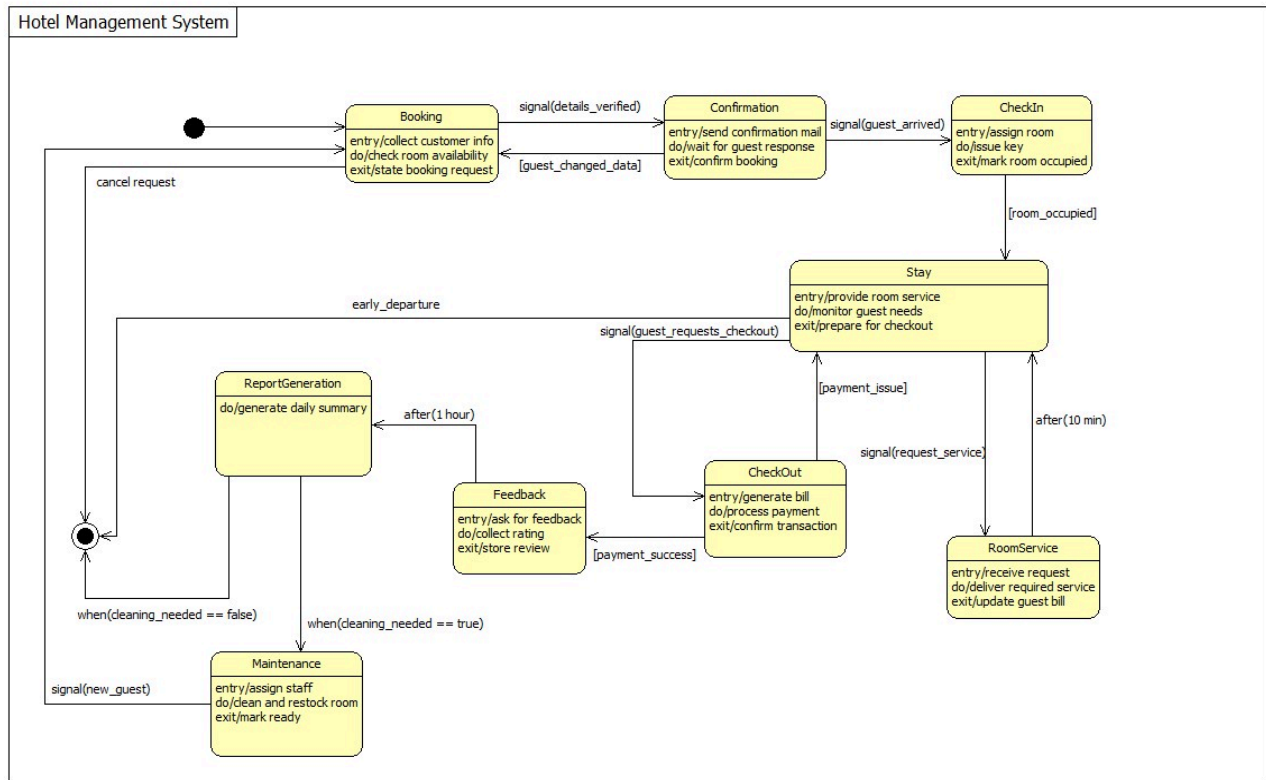 Hotel Management System
Booking
entry/collect customer info
do/check room availability
exit/state booking request
signal(details_verified)
[guest_changed_data]
Confirmation
entry/send confirmation mail
do/wait for guest response
exit/confirm booking
signal(guest_arrived)
CheckIn
entry/assign room
do/issue key
exit/mark room occupied
cancel request
[room_occupied]
Stay
entry/provide room service
do/monitor guest needs
exit/prepare for checkout
early_departure
signal(guest_requests_checkout)
[payment_issue]
after(10 min)
signal(request_service)
ReportGeneration
do/generate daily summary
after(1 hour)
CheckOut
entry/generate bill
do/process payment
exit/confirm transaction
Feedback
entry/ask for feedback
do/collect rating
exit/store review
[payment_success]
RoomService
entry/receive request
do/deliver required service
exit/update guest bill
when(cleaning_needed == false)
when(cleaning_needed == true)
Maintenance
entry/assign staff
do/clean and restock room
exit/mark ready
signal(new_guest)